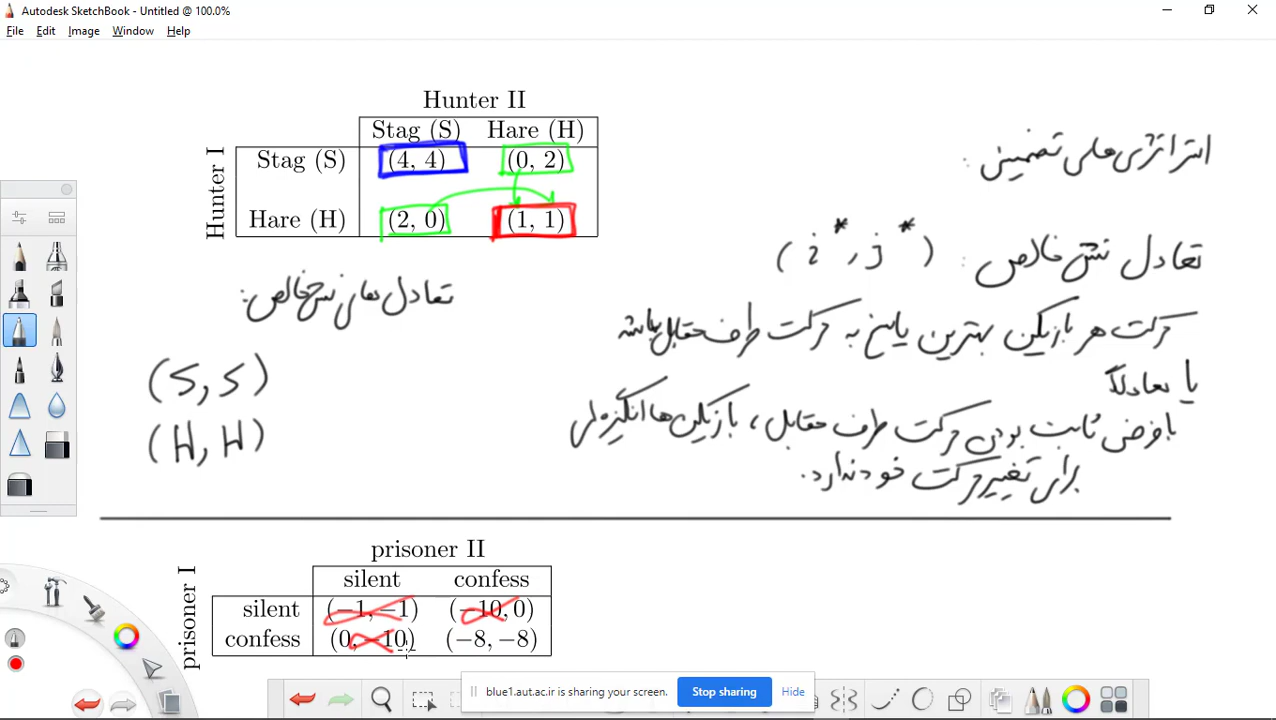 Autodesk SketchBook - Untitled @ 100.0%
File Edit Image Window Help
Hunter II
Stag (S) Hare (H)
Hunter I
Stag (S) (4, 4) (0, 2)
Hare (H) (2, 0) (1, 1)
استراتژی های تضمینی :
تعادل نش خالص : (i*, j*)
حرکت هر بازیکن بهترین پاسخ به حرکت طرف مقابل باشد
یا معادلاً
با فرض ثابت بودن حرکت طرف مقابل، بازیکن ها انگیزه ای
برای تغییر حرکت خود ندارد.
تعادل های نش خالص:
(S, S)
(H, H)
prisoner II
silent confess
prisoner I
silent (−1, −1) (−10, 0)
confess (0, −10) (−8, −8)
blue1.aut.ac.ir is sharing your screen. Stop sharing Hide